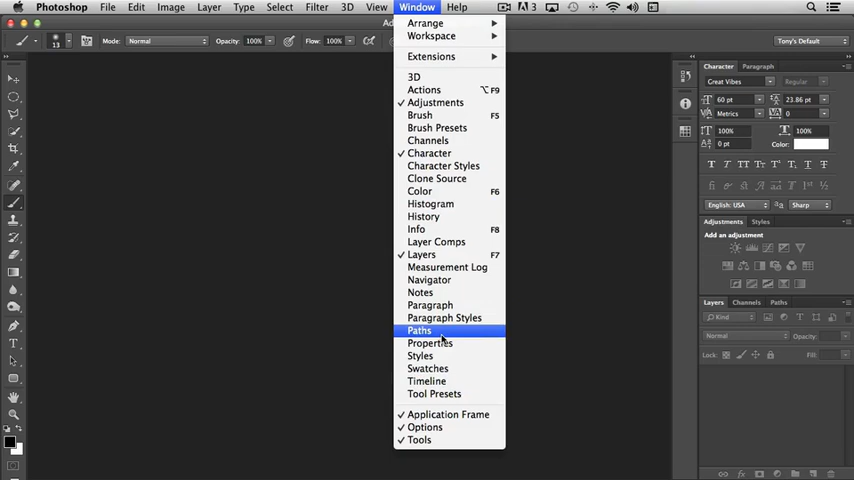 Photoshop File Edit Image Layer Type Select Filter 3D View Window Help 3
13 Mode: Normal Opacity: 100% Flow: 100% Tony's Default
Arrange
Workspace
Extensions
3D
Actions ⌥F9
✓ Adjustments
Brush F5
Brush Presets
Channels
✓ Character
Character Styles
Clone Source
Color F6
Histogram
History
Info F8
Layer Comps
✓ Layers F7
Measurement Log
Navigator
Notes
Paragraph
Paragraph Styles
Paths
Properties
Styles
Swatches
Timeline
Tool Presets
✓ Application Frame
✓ Options
✓ Tools
Character Paragraph
Great Vibes Regular
60 pt 23.86 pt
Metrics 0
100% 100%
0 pt Color:
T T TT Tr T T T T
English: USA Sharp
Adjustments Styles
Add an adjustment
Layers Channels Paths
Kind
Normal Opacity:
Lock: Fill: